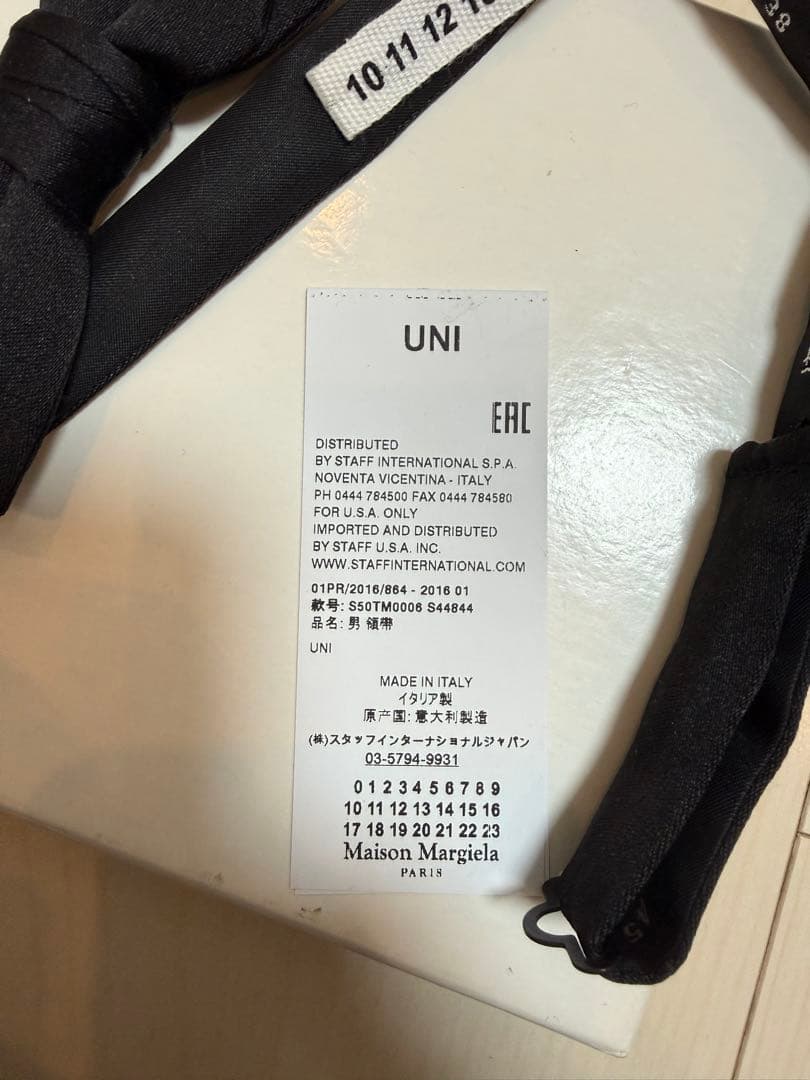 10 11 12
38
UNI
EAC
DISTRIBUTED
BY STAFF INTERNATIONAL S.P.A.
NOVENTA VICENTINA - ITALY
PH 0444 784500 FAX 0444 784580
FOR U.S.A. ONLY
IMPORTED AND DISTRIBUTED
BY STAFF U.S.A. INC.
WWW.STAFFINTERNATIONAL.COM
01PR/2016/864 - 2016 01
款号: S50TM0006 S44844
品名: 男 領帶
UNI
MADE IN ITALY
イタリア製
原产国: 意大利製造
(株)スタッフインターナショナルジャパン
03-5794-9931
0 1 2 3 4 5 6 7 8 9
10 11 12 13 14 15 16
17 18 19 20 21 22 23
Maison Margiela
PARIS
45